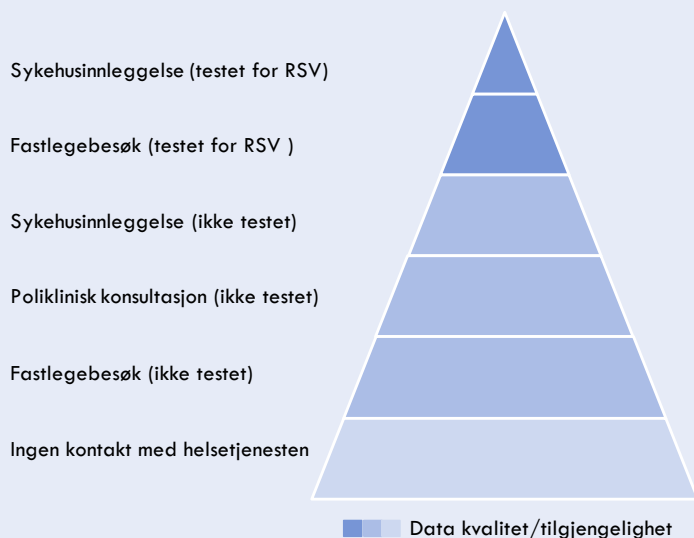 Sykehusinnleggelse (testet for RSV)
Fastlegebesøk (testet for RSV )
Sykehusinnleggelse (ikke testet)
Poliklinisk konsultasjon (ikke testet)
Fastlegebesøk (ikke testet)
Ingen kontakt med helsetjenesten
Data kvalitet/tilgjengelighet